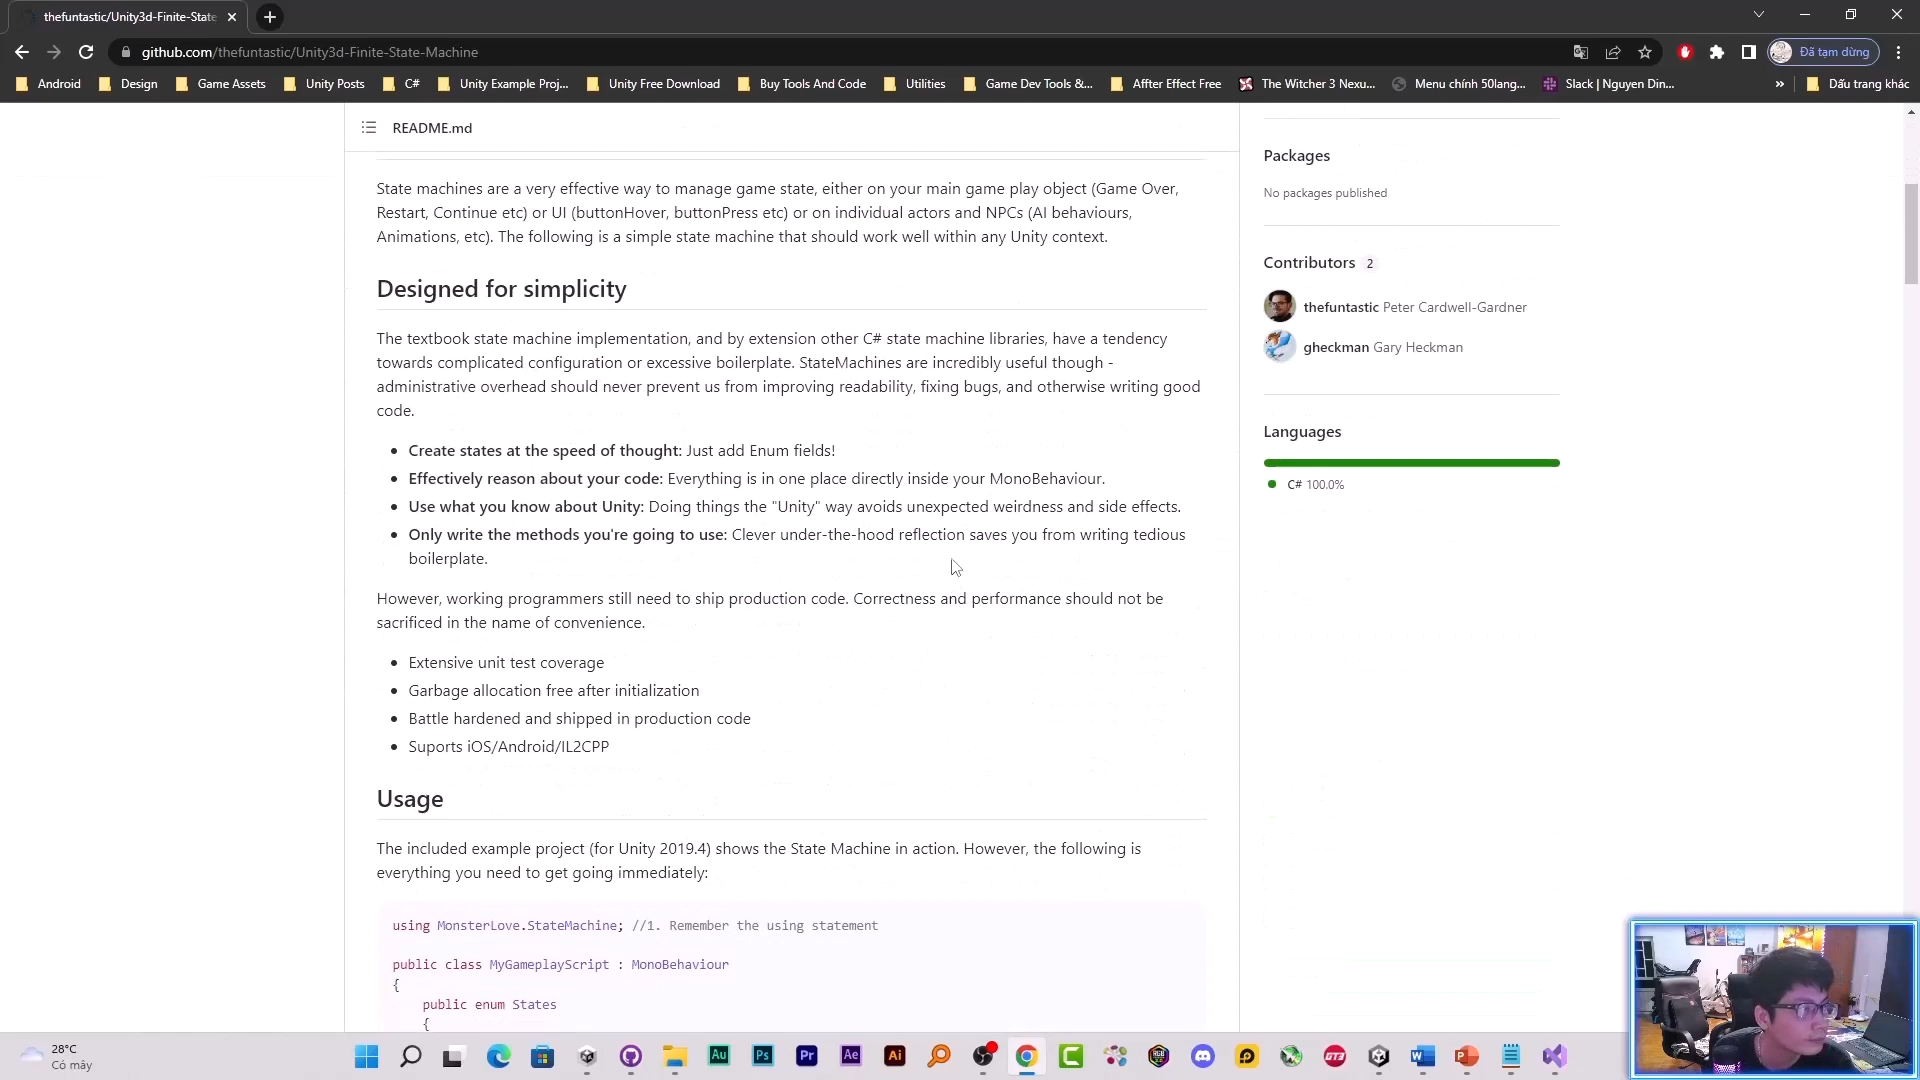 thefuntastic/Unity3d-Finite-State
github.com/thefuntastic/Unity3d-Finite-State-Machine
Đã tạm dừng
Android
Design
Game Assets
Unity Posts
C#
Unity Example Proj...
Unity Free Download
Buy Tools And Code
Utilities
Game Dev Tools &...
Affter Effect Free
The Witcher 3 Nexu...
Menu chính 50lang...
Slack | Nguyen Din...
»
Dấu trang khác
README.md
State machines are a very effective way to manage game state, either on your main game play object (Game Over,
Restart, Continue etc) or UI (buttonHover, buttonPress etc) or on individual actors and NPCs (AI behaviours,
Animations, etc). The following is a simple state machine that should work well within any Unity context.
Designed for simplicity
The textbook state machine implementation, and by extension other C# state machine libraries, have a tendency
towards complicated configuration or excessive boilerplate. StateMachines are incredibly useful though -
administrative overhead should never prevent us from improving readability, fixing bugs, and otherwise writing good
code.
• Create states at the speed of thought: Just add Enum fields!
• Effectively reason about your code: Everything is in one place directly inside your MonoBehaviour.
• Use what you know about Unity: Doing things the "Unity" way avoids unexpected weirdness and side effects.
• Only write the methods you're going to use: Clever under-the-hood reflection saves you from writing tedious
boilerplate.
However, working programmers still need to ship production code. Correctness and performance should not be
sacrificed in the name of convenience.
• Extensive unit test coverage
• Garbage allocation free after initialization
• Battle hardened and shipped in production code
• Suports iOS/Android/IL2CPP
Usage
The included example project (for Unity 2019.4) shows the State Machine in action. However, the following is
everything you need to get going immediately:
using MonsterLove.StateMachine; //1. Remember the using statement
public class MyGameplayScript : MonoBehaviour
{
public enum States
{
Packages
No packages published
Contributors 2
thefuntastic Peter Cardwell-Gardner
gheckman Gary Heckman
Languages
C# 100.0%
28°C
Có mây
Au
Ps
Pr
Ae
Ai